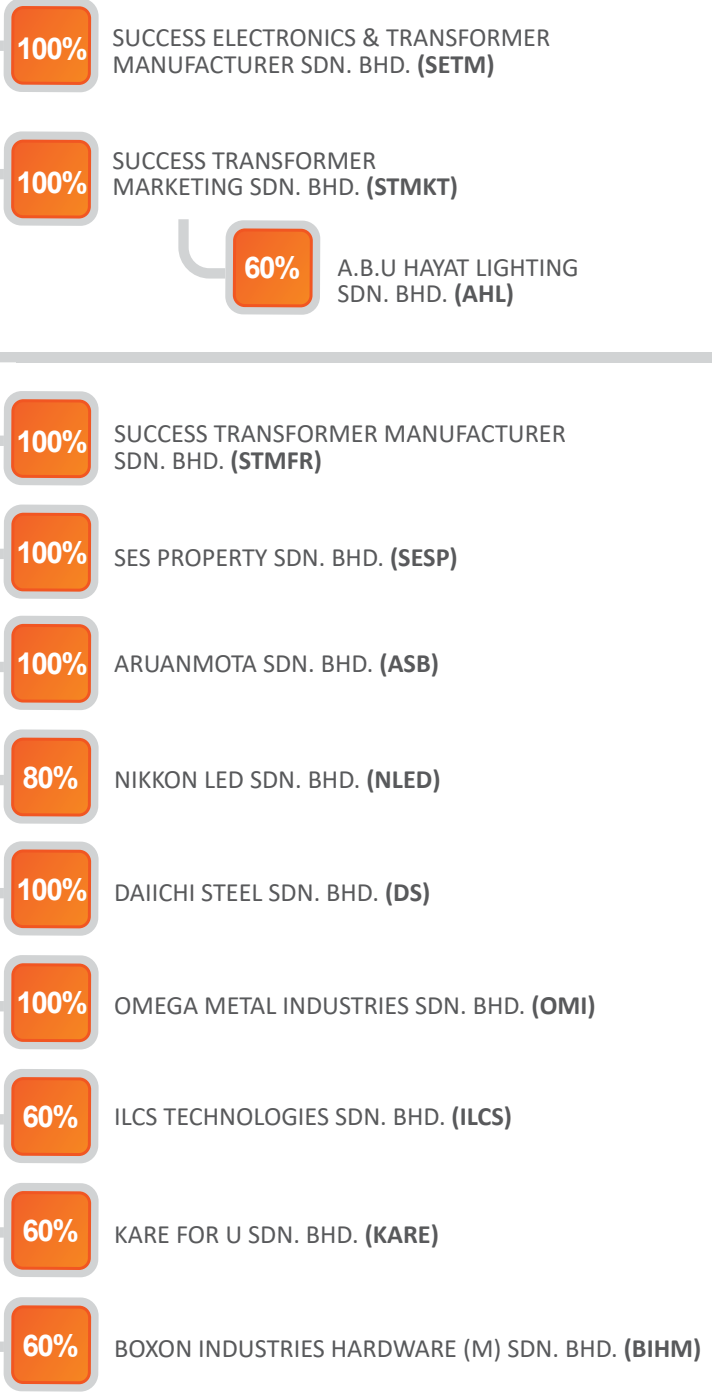 100%
SUCCESS ELECTRONICS & TRANSFORMER
MANUFACTURER SDN. BHD. (SETM)
100%
SUCCESS TRANSFORMER
MARKETING SDN. BHD. (STMKT)
60%
A.B.U HAYAT LIGHTING
SDN. BHD. (AHL)
100%
SUCCESS TRANSFORMER MANUFACTURER
SDN. BHD. (STMFR)
100%
SES PROPERTY SDN. BHD. (SESP)
100%
ARUANMOTA SDN. BHD. (ASB)
80%
NIKKON LED SDN. BHD. (NLED)
100%
DAIICHI STEEL SDN. BHD. (DS)
100%
OMEGA METAL INDUSTRIES SDN. BHD. (OMI)
60%
ILCS TECHNOLOGIES SDN. BHD. (ILCS)
60%
KARE FOR U SDN. BHD. (KARE)
60%
BOXON INDUSTRIES HARDWARE (M) SDN. BHD. (BIHM)